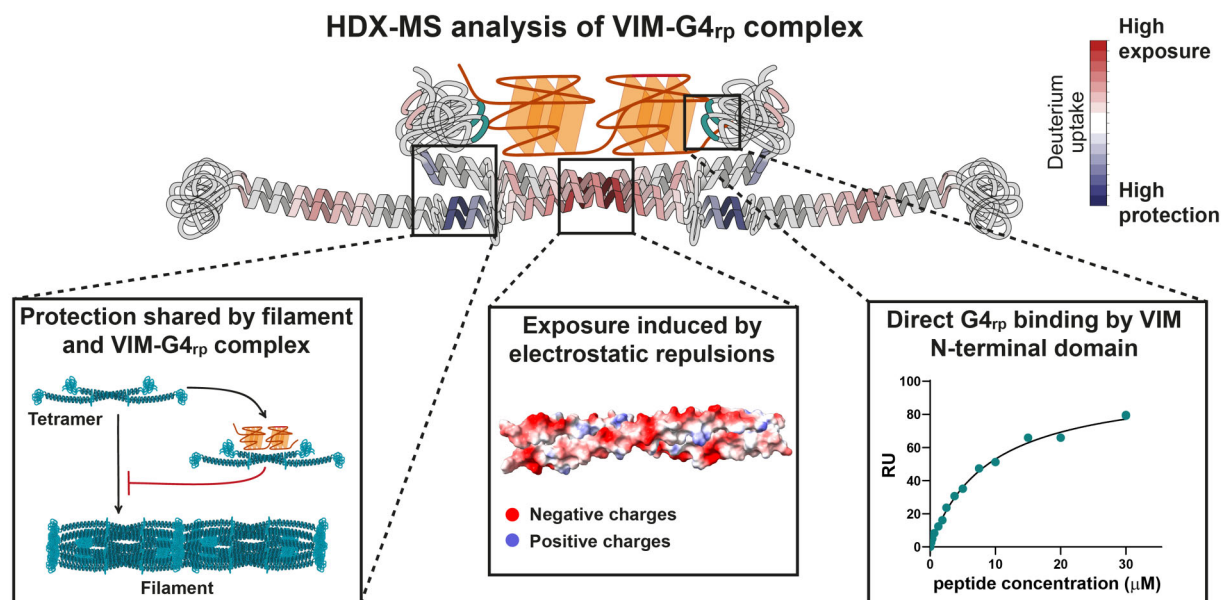 HDX-MS analysis of VIM-G4rp complex
High
exposure
Deuterium
uptake
High
protection
Protection shared by filament
and VIM-G4rp complex
Tetramer
Filament
Exposure induced by
electrostatic repulsions
Negative charges
Positive charges
Direct G4rp binding by VIM
N-terminal domain
100
80
60
40
20
0
RU
0
10
20
30
peptide concentration (μM)